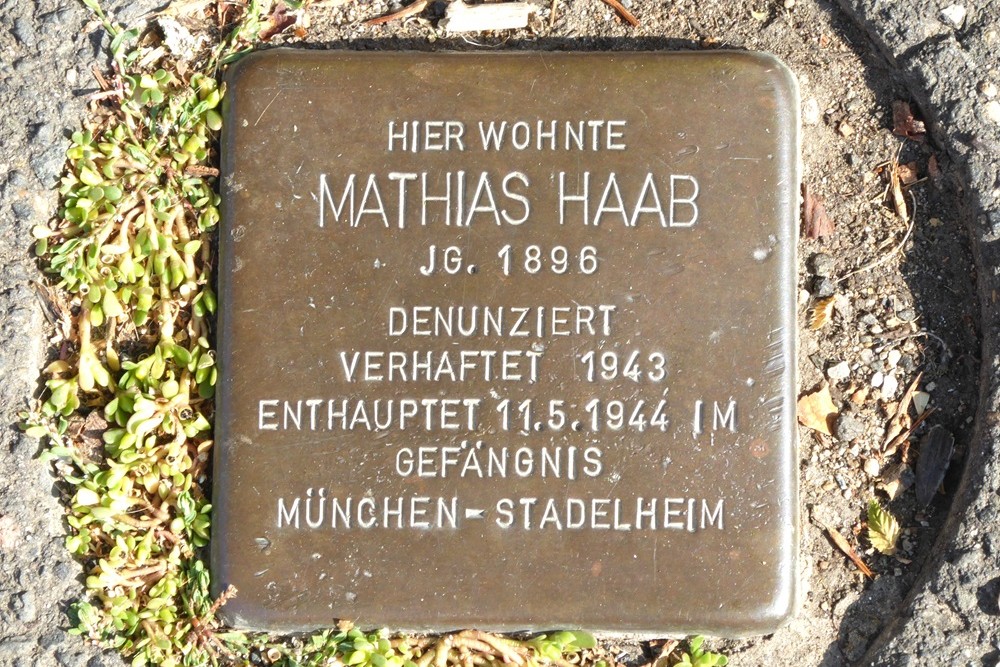 HIER WOHNTE
MATHIAS HAAB
JG. 1896
DENUNZIERT
VERHAFTET 1943
ENTHAUPTET 11.5.1944 IM
GEFÄNGNIS
MÜNCHEN-STADELHEIM